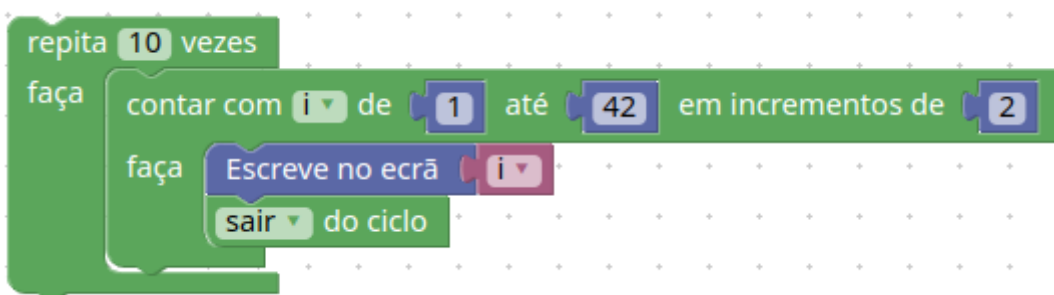 repita 10 vezes
faça contar com i de 1 até 42 em incrementos de 2
faça Escreve no ecrã i
sair do ciclo